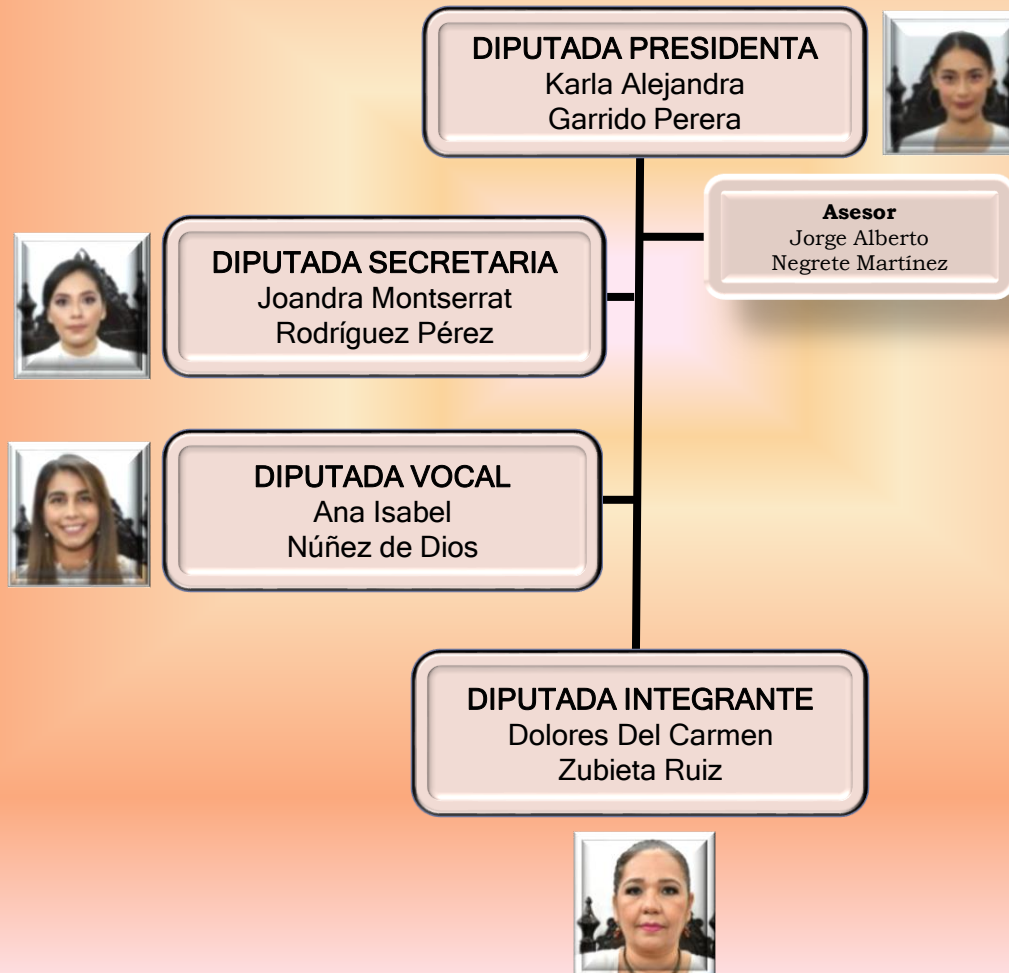 DIPUTADA PRESIDENTA
Karla Alejandra
Garrido Perera
Asesor
Jorge Alberto
Negrete Martínez
DIPUTADA SECRETARIA
Joandra Montserrat
Rodríguez Pérez
DIPUTADA VOCAL
Ana Isabel
Núñez de Dios
DIPUTADA INTEGRANTE
Dolores Del Carmen
Zubieta Ruiz